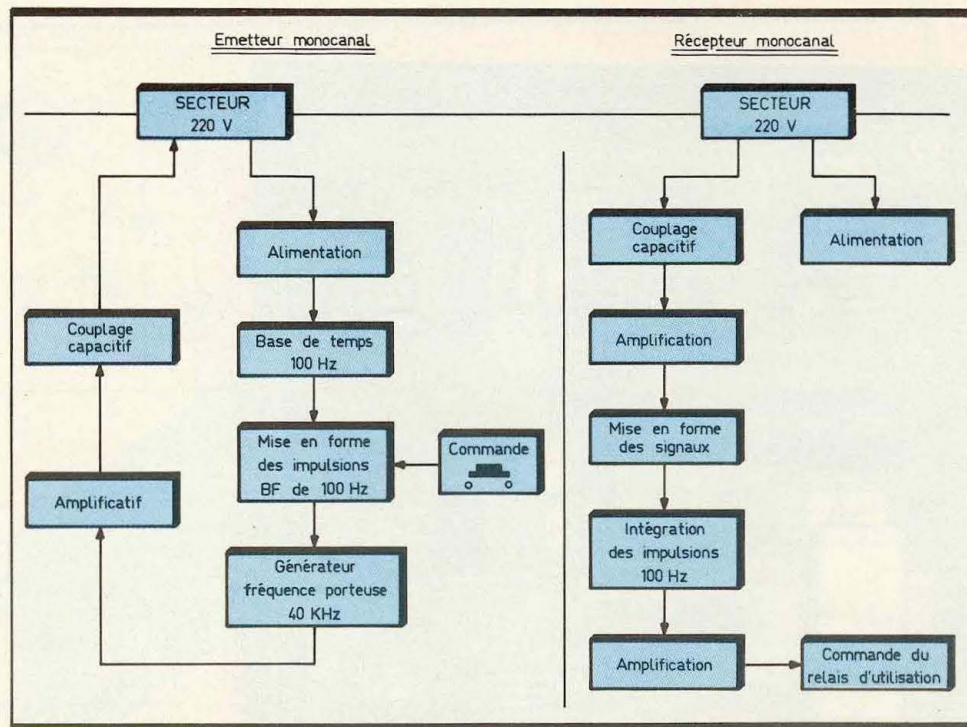 Emetteur monocanal
SECTEUR
220 V
Alimentation
Base de temps
100 Hz
Mise en forme
des impulsions
BF de 100 Hz
Commande
Générateur
fréquence porteuse
40 KHz
Amplificatif
Couplage
capacitif
Récepteur monocanal
SECTEUR
220 V
Couplage
capacitif
Alimentation
Amplification
Mise en forme
des signaux
Intégration
des impulsions
100 Hz
Amplification
Commande du
relais d'utilisation